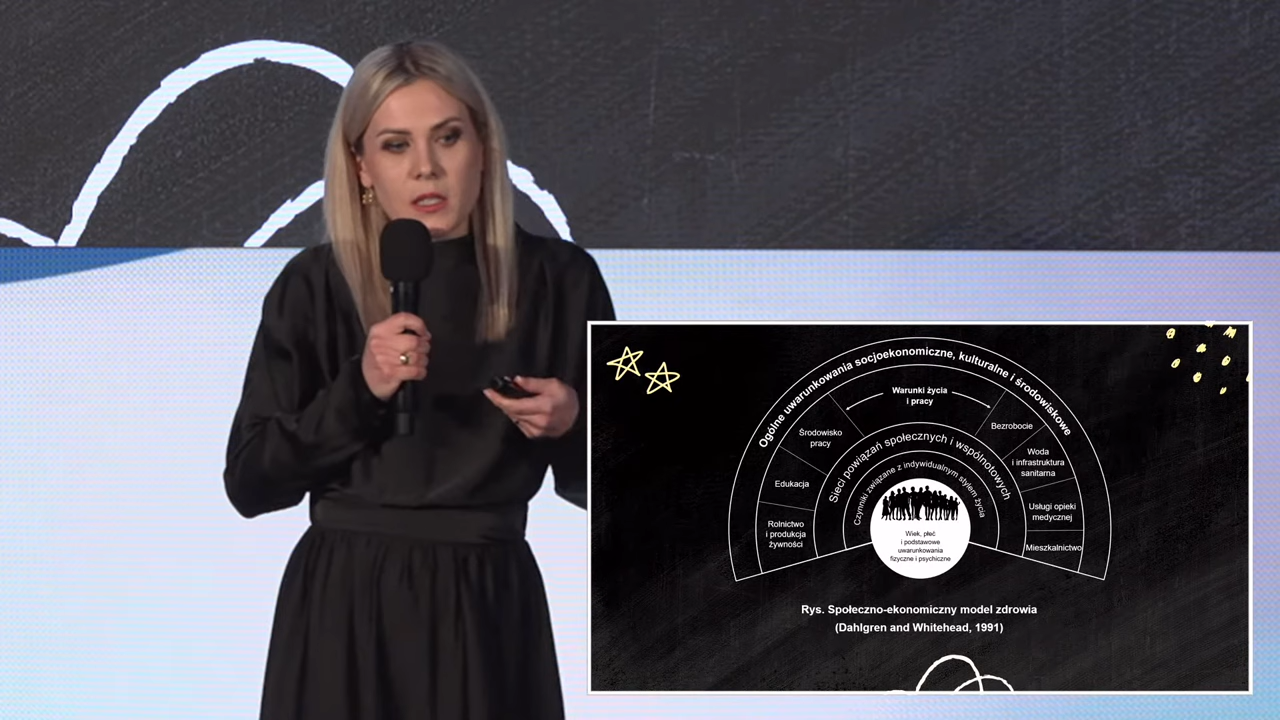 Ogólne uwarunkowania socjoekonomiczne, kulturalne i środowiskowe
Warunki życia
i pracy
Środowisko
pracy
Bezrobocie
Edukacja
Woda
i infrastruktura
sanitarna
Rolnictwo
i produkcja
żywności
Usługi opieki
medycznej
Mieszkalnictwo
Sieci powiązań społecznych i wspólnotowych
Czynniki związane z indywidualnym stylem życia
Wiek, płeć
i podstawowe
uwarunkowania
fizyczne i psychiczne
Rys. Społeczno-ekonomiczny model zdrowia
(Dahlgren and Whitehead, 1991)